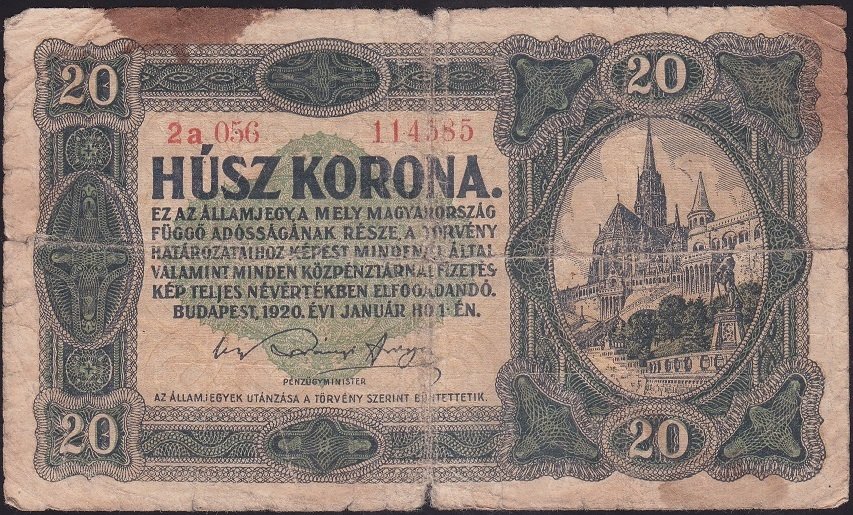 20
20
2a 056 114585
HÚSZ KORONA.
EZ AZ ÁLLAMJEGY, A MELY MAGYARORSZÁG
FÜGGŐ ADÓSSÁGÁNAK RÉSZE, A TÖRVÉNY
HATÁROZATAIHOZ KÉPEST MINDENKI ÁLTAL
VALAMINT MINDEN KÖZPÉNZTÁRNÁL FIZETÉS
KÉP TELJES NÉVÉRTÉKBEN ELFOGADANDÓ.
BUDAPEST, 1920. ÉVI JANUÁR HO 1-ÉN.
PÉNZÜGYMINISTER
AZ ÁLLAMJEGYEK UTÁNZÁSA A TÖRVÉNY SZERINT BÜNTETTETIK.
20
20